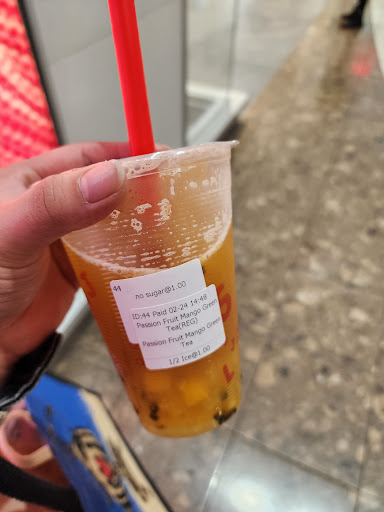 44
no sugar@1.00
ID:44 Paid 02-24 14:48
Passion Fruit Mango Green
Tea(REG)
Passion Fruit Mango Green
Tea
1/2 Ice@1.00